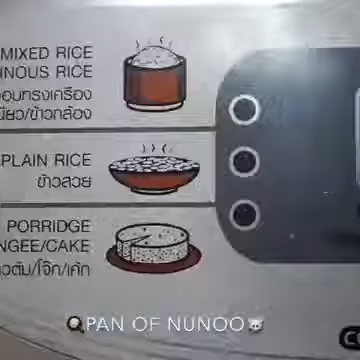 MIXED RICE
INOUS RICE
อบทรงเครื่อง
นียว/ข้าวกล้อง
PLAIN RICE
ข้าวสวย
PORRIDGE
NGEE/CAKE
วต้ม/โจ๊ก/เค้ก
PAN OF NUNOO